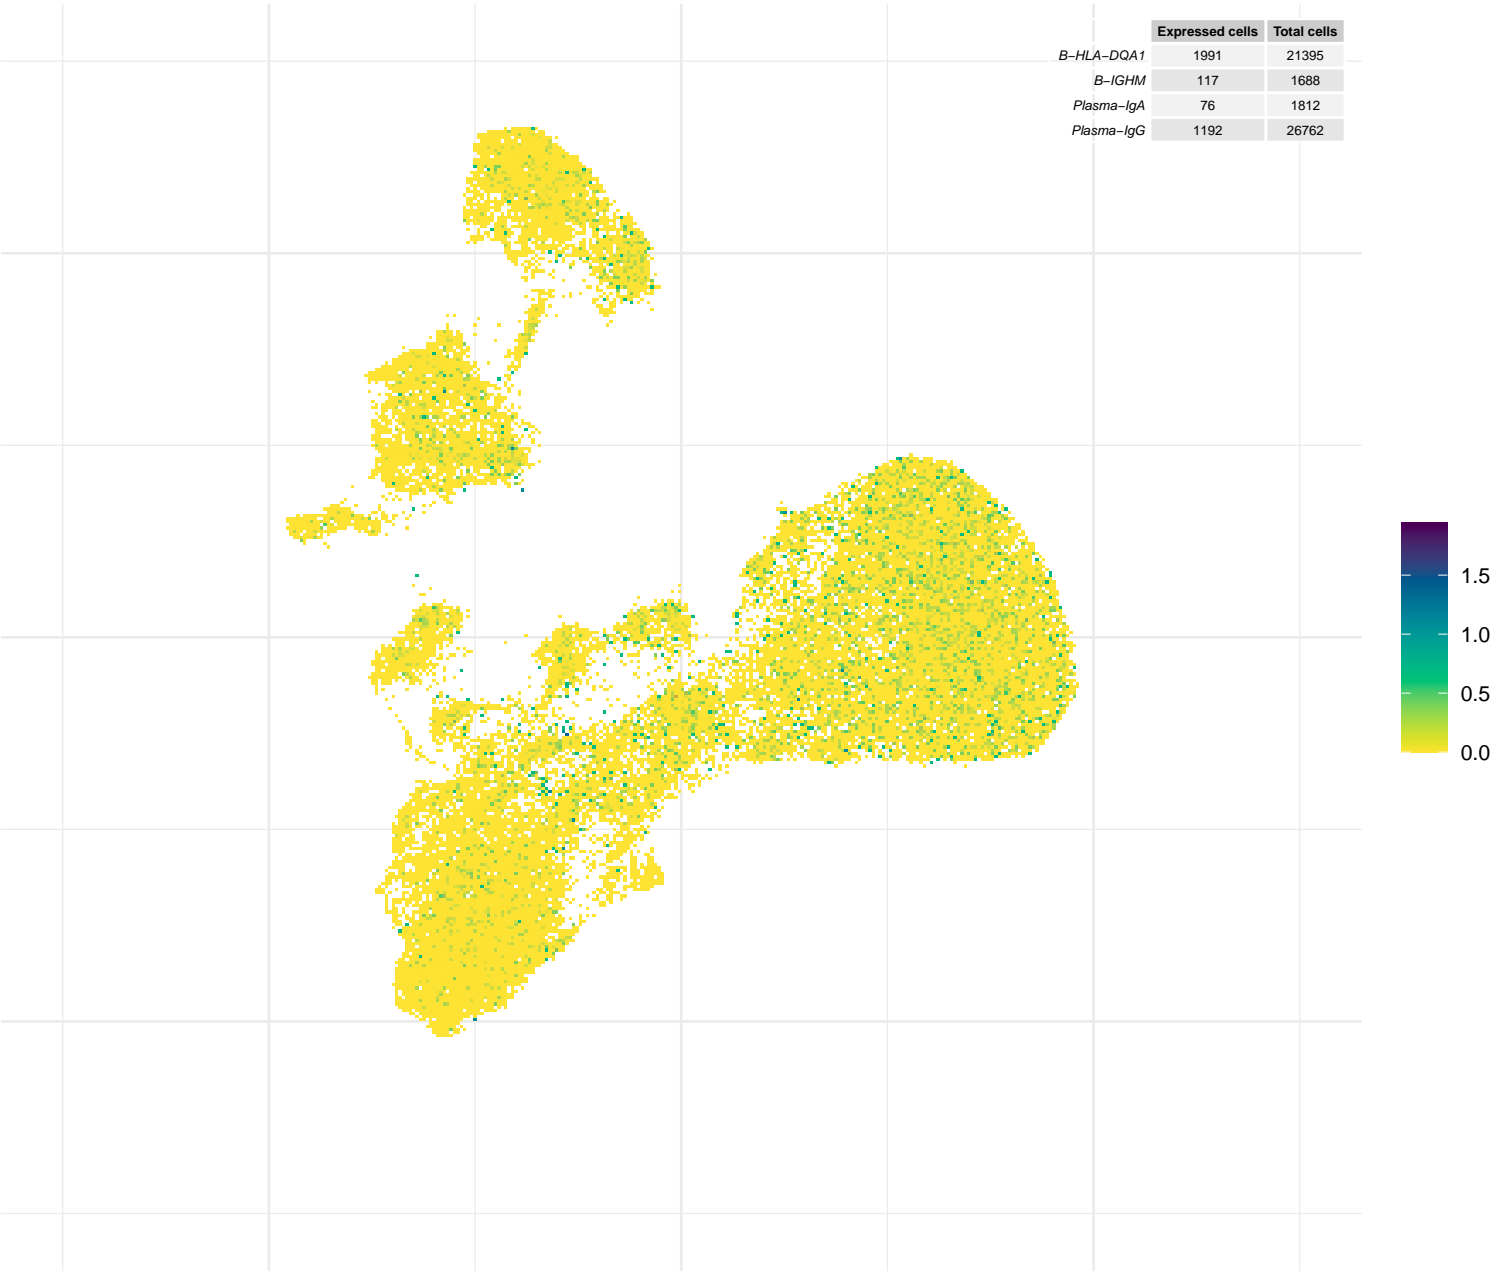 Expressed cells Total cells
B−HLA−DQA1 1991 21395
B−IGHM 117 1688
Plasma−IgA 76 1812
Plasma−IgG 1192 26762
1.5
1.0
0.5
0.0